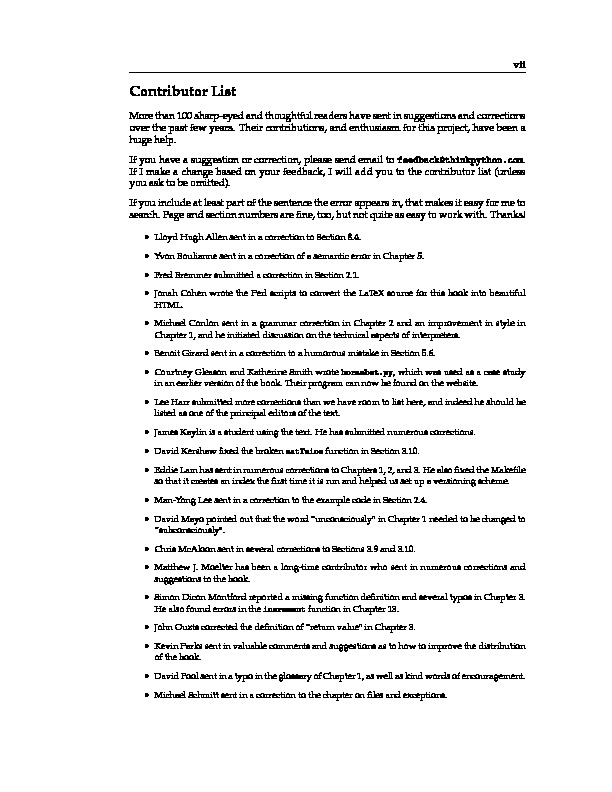 vii
Contributor List
More than 100 sharp-eyed and thoughtful readers have sent in suggestions and corrections
over the past few years. Their contributions, and enthusiasm for this project, have been a
huge help.
If you have a suggestion or correction, please send email to feedback@thinkpython.com.
If I make a change based on your feedback, I will add you to the contributor list (unless
you ask to be omitted).
If you include at least part of the sentence the error appears in, that makes it easy for me to
search. Page and section numbers are fine, too, but not quite as easy to work with. Thanks!
• Lloyd Hugh Allen sent in a correction to Section 8.4.
• Yvon Boulianne sent in a correction of a semantic error in Chapter 5.
• Fred Bremmer submitted a correction in Section 2.1.
• Jonah Cohen wrote the Perl scripts to convert the LaTeX source for this book into beautiful
HTML.
• Michael Conlon sent in a grammar correction in Chapter 2 and an improvement in style in
Chapter 1, and he initiated discussion on the technical aspects of interpreters.
• Benoit Girard sent in a correction to a humorous mistake in Section 5.6.
• Courtney Gleason and Katherine Smith wrote horsebet.py, which was used as a case study
in an earlier version of the book. Their program can now be found on the website.
• Lee Harr submitted more corrections than we have room to list here, and indeed he should be
listed as one of the principal editors of the text.
• James Kaylin is a student using the text. He has submitted numerous corrections.
• David Kershaw fixed the broken catTwice function in Section 3.10.
• Eddie Lam has sent in numerous corrections to Chapters 1, 2, and 3. He also fixed the Makefile
so that it creates an index the first time it is run and helped us set up a versioning scheme.
• Man-Yong Lee sent in a correction to the example code in Section 2.4.
• David Mayo pointed out that the word "unconsciously" in Chapter 1 needed to be changed to
"subconsciously".
• Chris McAloon sent in several corrections to Sections 3.9 and 3.10.
• Matthew J. Moelter has been a long-time contributor who sent in numerous corrections and
suggestions to the book.
• Simon Dicon Montford reported a missing function definition and several typos in Chapter 3.
He also found errors in the increment function in Chapter 13.
• John Ouzts corrected the definition of "return value" in Chapter 3.
• Kevin Parks sent in valuable comments and suggestions as to how to improve the distribution
of the book.
• David Pool sent in a typo in the glossary of Chapter 1, as well as kind words of encouragement.
• Michael Schmitt sent in a correction to the chapter on files and exceptions.